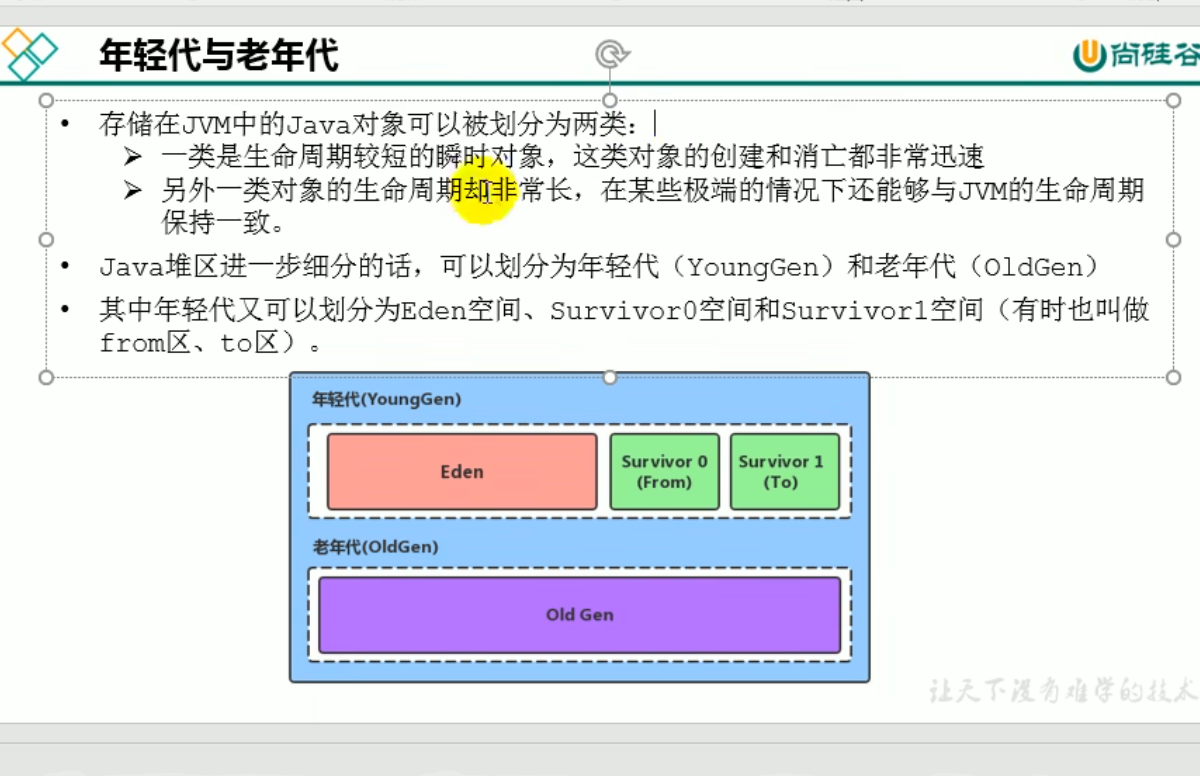 年轻代与老年代
尚硅谷
• 存储在JVM中的Java对象可以被划分为两类：
➢ 一类是生命周期较短的瞬时对象，这类对象的创建和消亡都非常迅速
➢ 另外一类对象的生命周期却非常长，在某些极端的情况下还能够与JVM的生命周期
保持一致。
• Java堆区进一步细分的话，可以划分为年轻代（YoungGen）和老年代（OldGen）
• 其中年轻代又可以划分为Eden空间、Survivor0空间和Survivor1空间（有时也叫做
from区、to区）。
年轻代(YoungGen)
Eden
Survivor 0
(From)
Survivor 1
(To)
老年代(OldGen)
Old Gen
让天下没有难学的技术